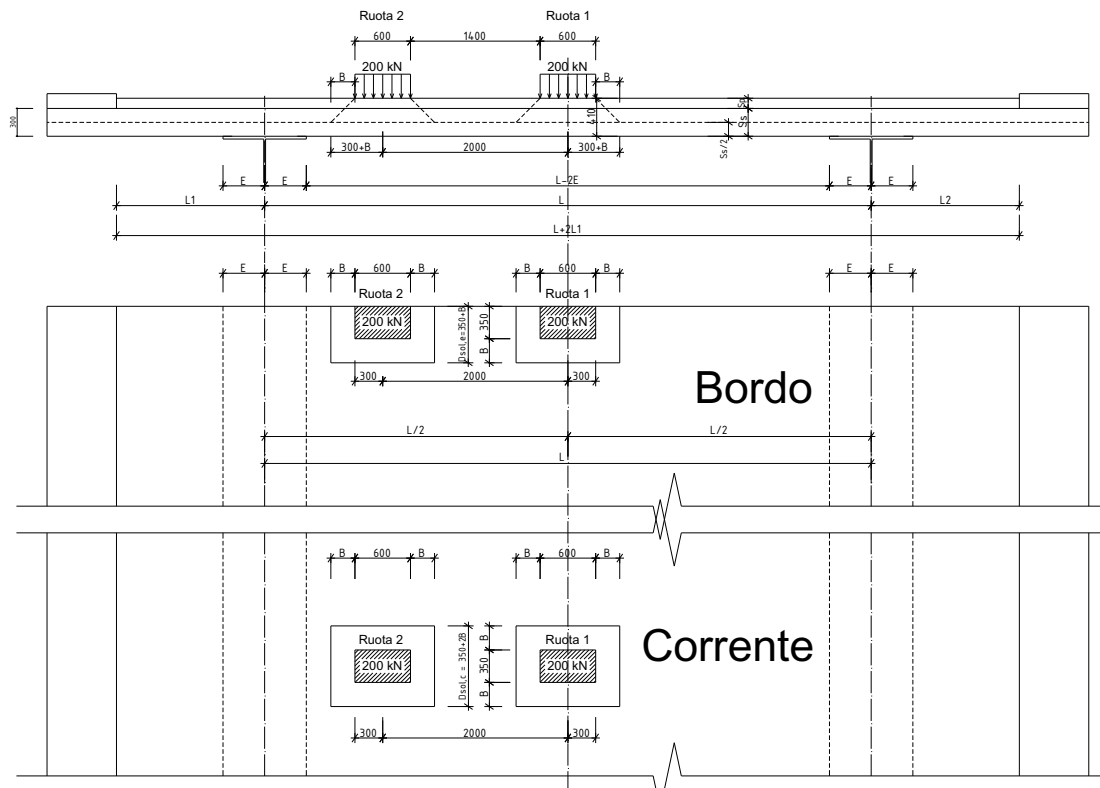 Ruota 2 Ruota 1
600 1400 600
200 kN 200 kN
B B
300 410 Sp Ss
Ss/2
300+B 2000 300+B
E E L-2E E E
L1 L L2
L+2L1
E E B 600 B B 600 B E E
Ruota 2 Ruota 1
200 kN 200 kN
Dsol,e=350+B 350 B
300 2000 300
Bordo
L/2 L/2
L
B 600 B B 600 B
Corrente
Ruota 2 Ruota 1
200 kN 200 kN
Dsol,c = 350+2B B 350 B
300 2000 300